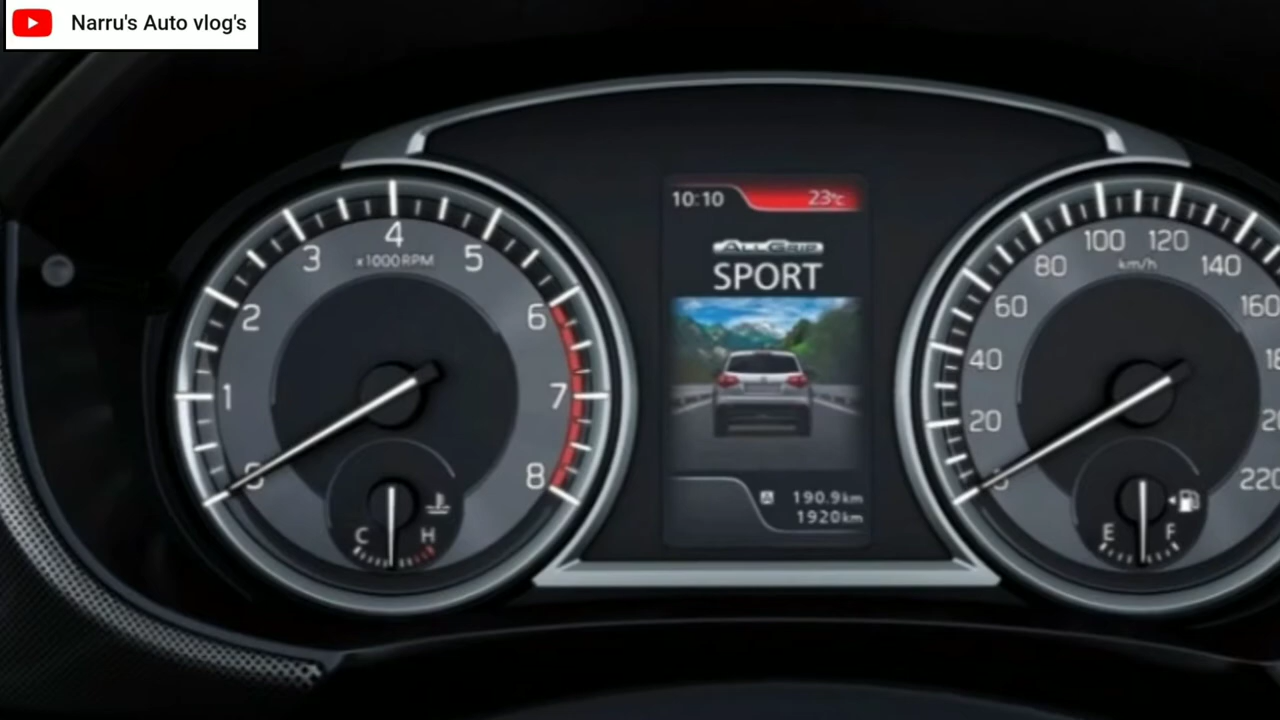 Narru's Auto vlog's
10:10 23°C
ALLGRIP
SPORT
0 1 2 3 4 5 6 7 8
x1000RPM
C H
A 190.9km
1920km
20 40 60 80 100 120 140 160
km/h
220
E F